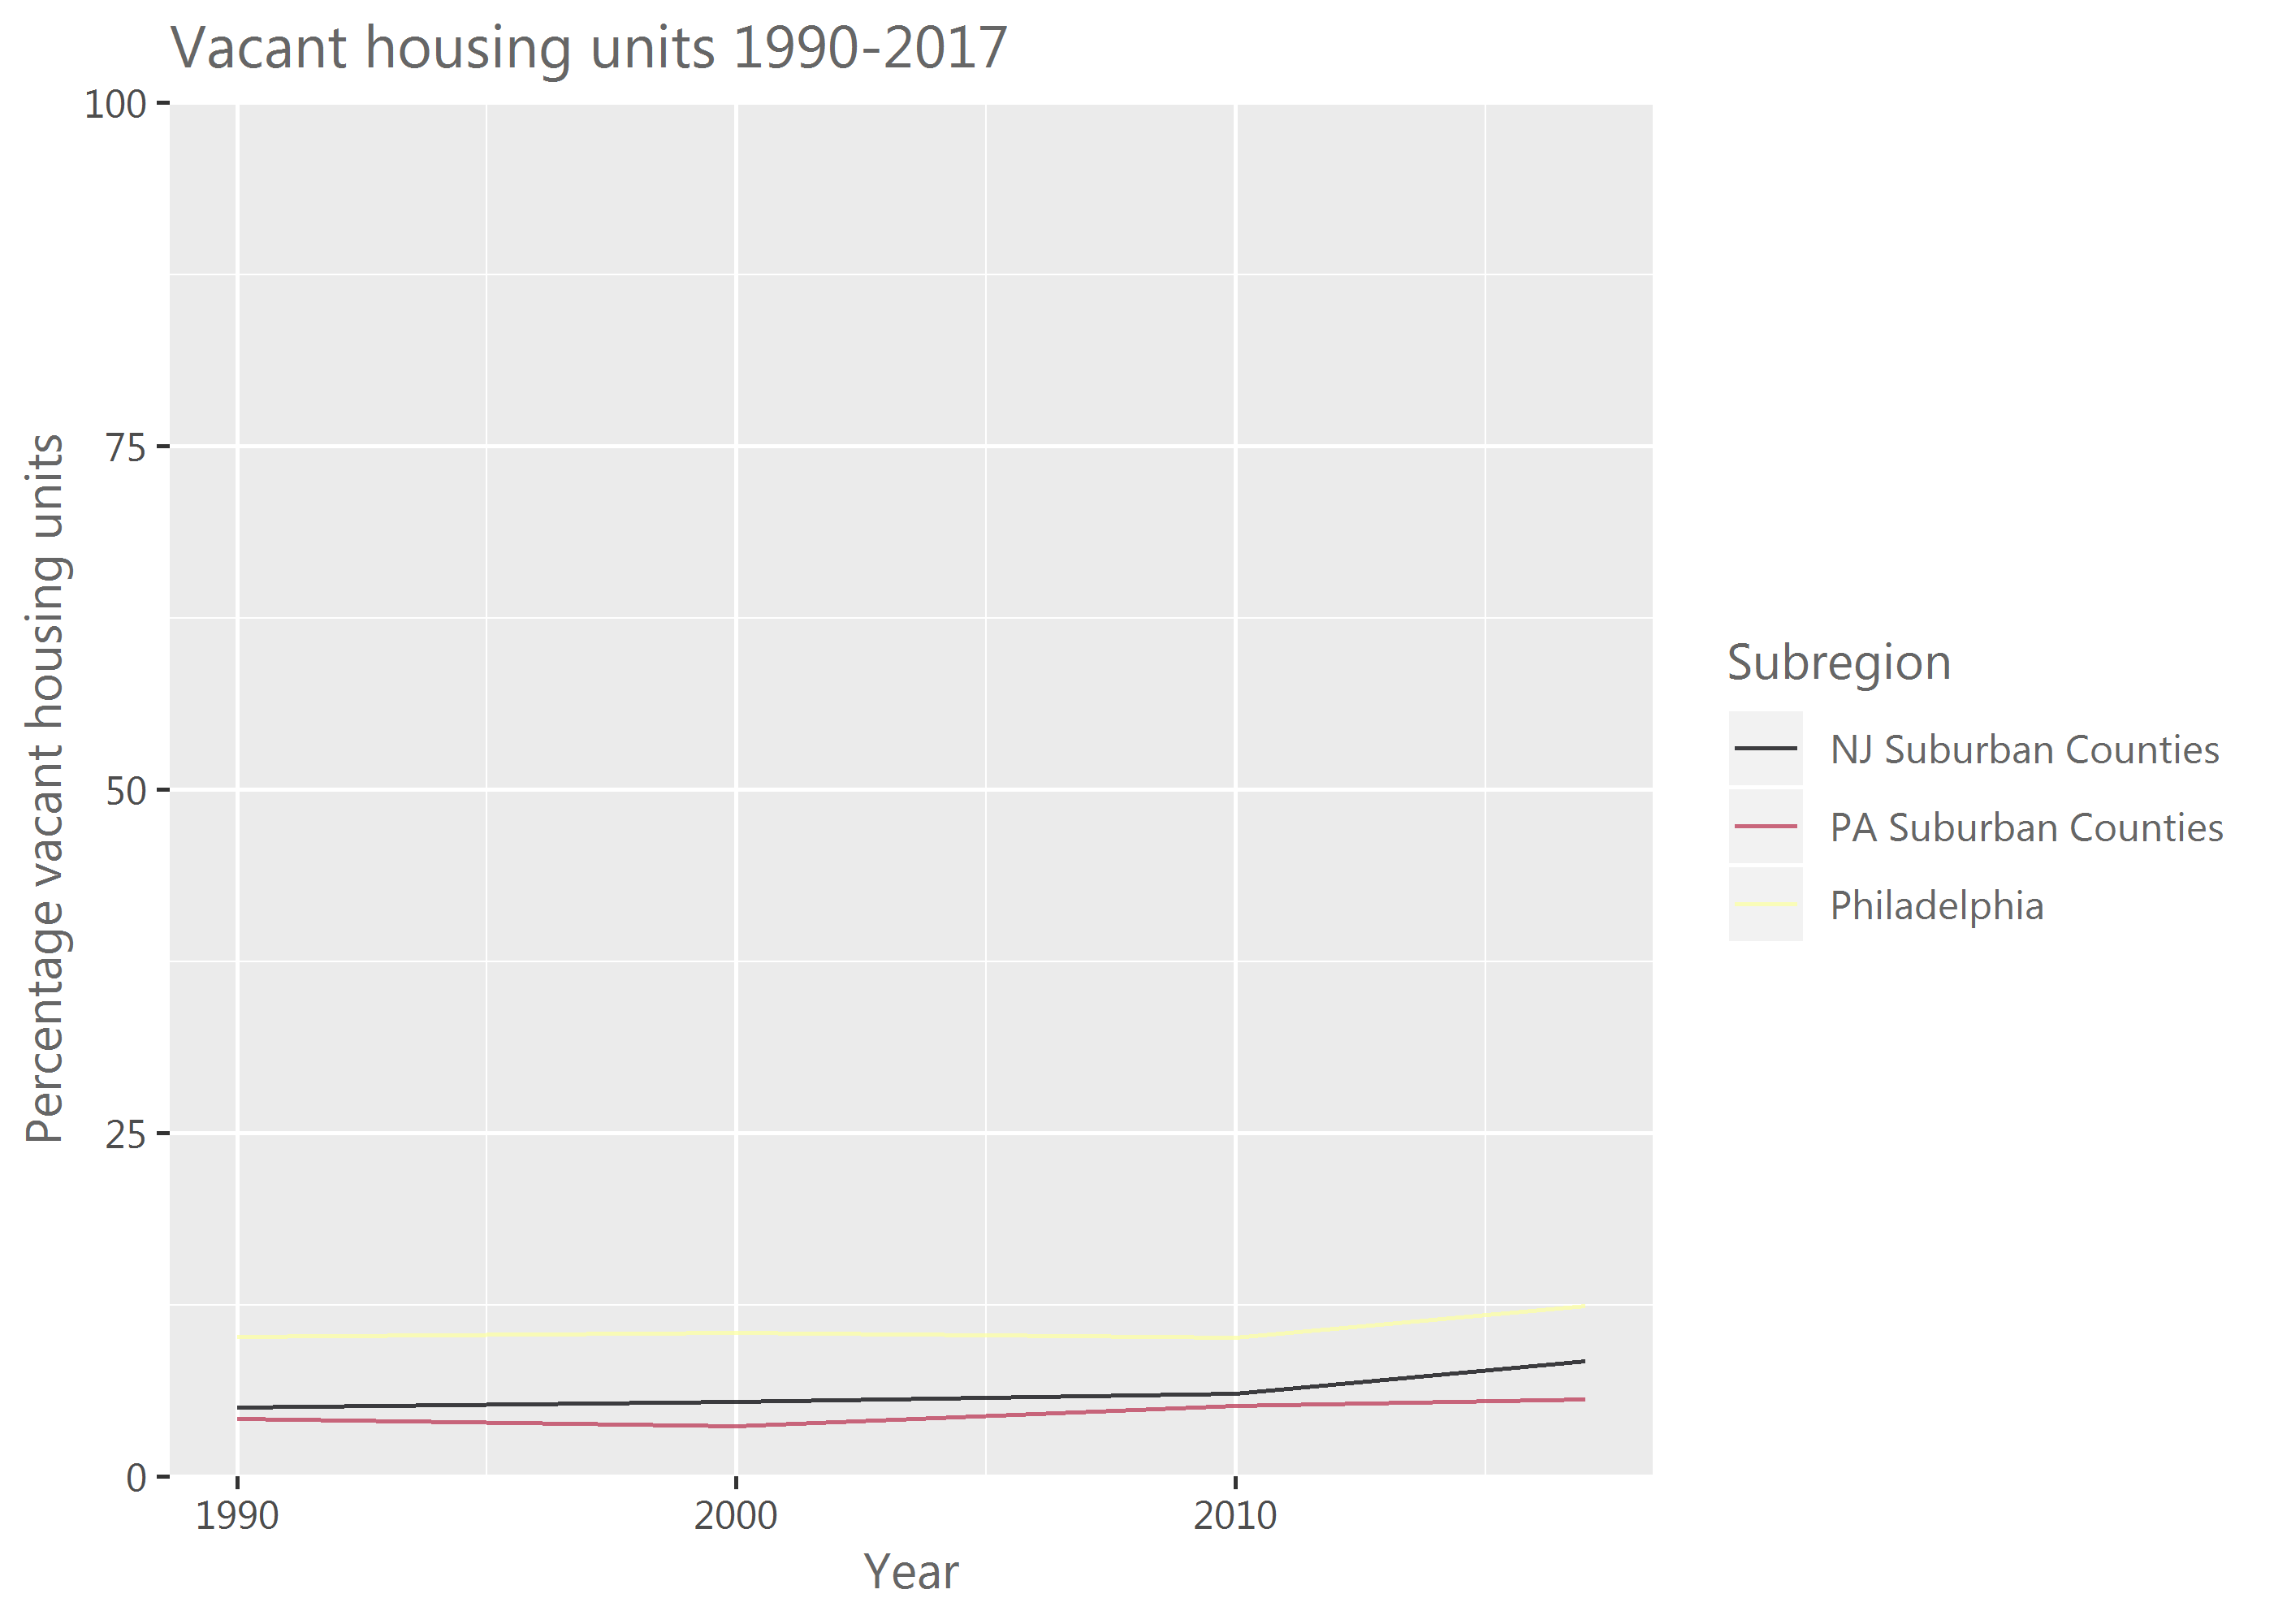 Vacant housing units 1990-2017
Percentage vacant housing units
100
75
50
25
0
1990
2000
2010
Year
Subregion
NJ Suburban Counties
PA Suburban Counties
Philadelphia